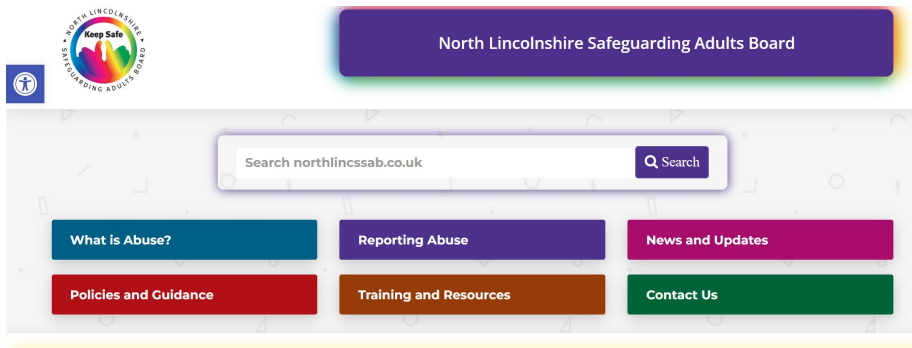 NORTH LINCOLNSHIRE
Keep Safe
SAFEGUARDING ADULTS BOARD
North Lincolnshire Safeguarding Adults Board
Search northlincssab.co.uk
Search
What is Abuse?
Reporting Abuse
News and Updates
Policies and Guidance
Training and Resources
Contact Us